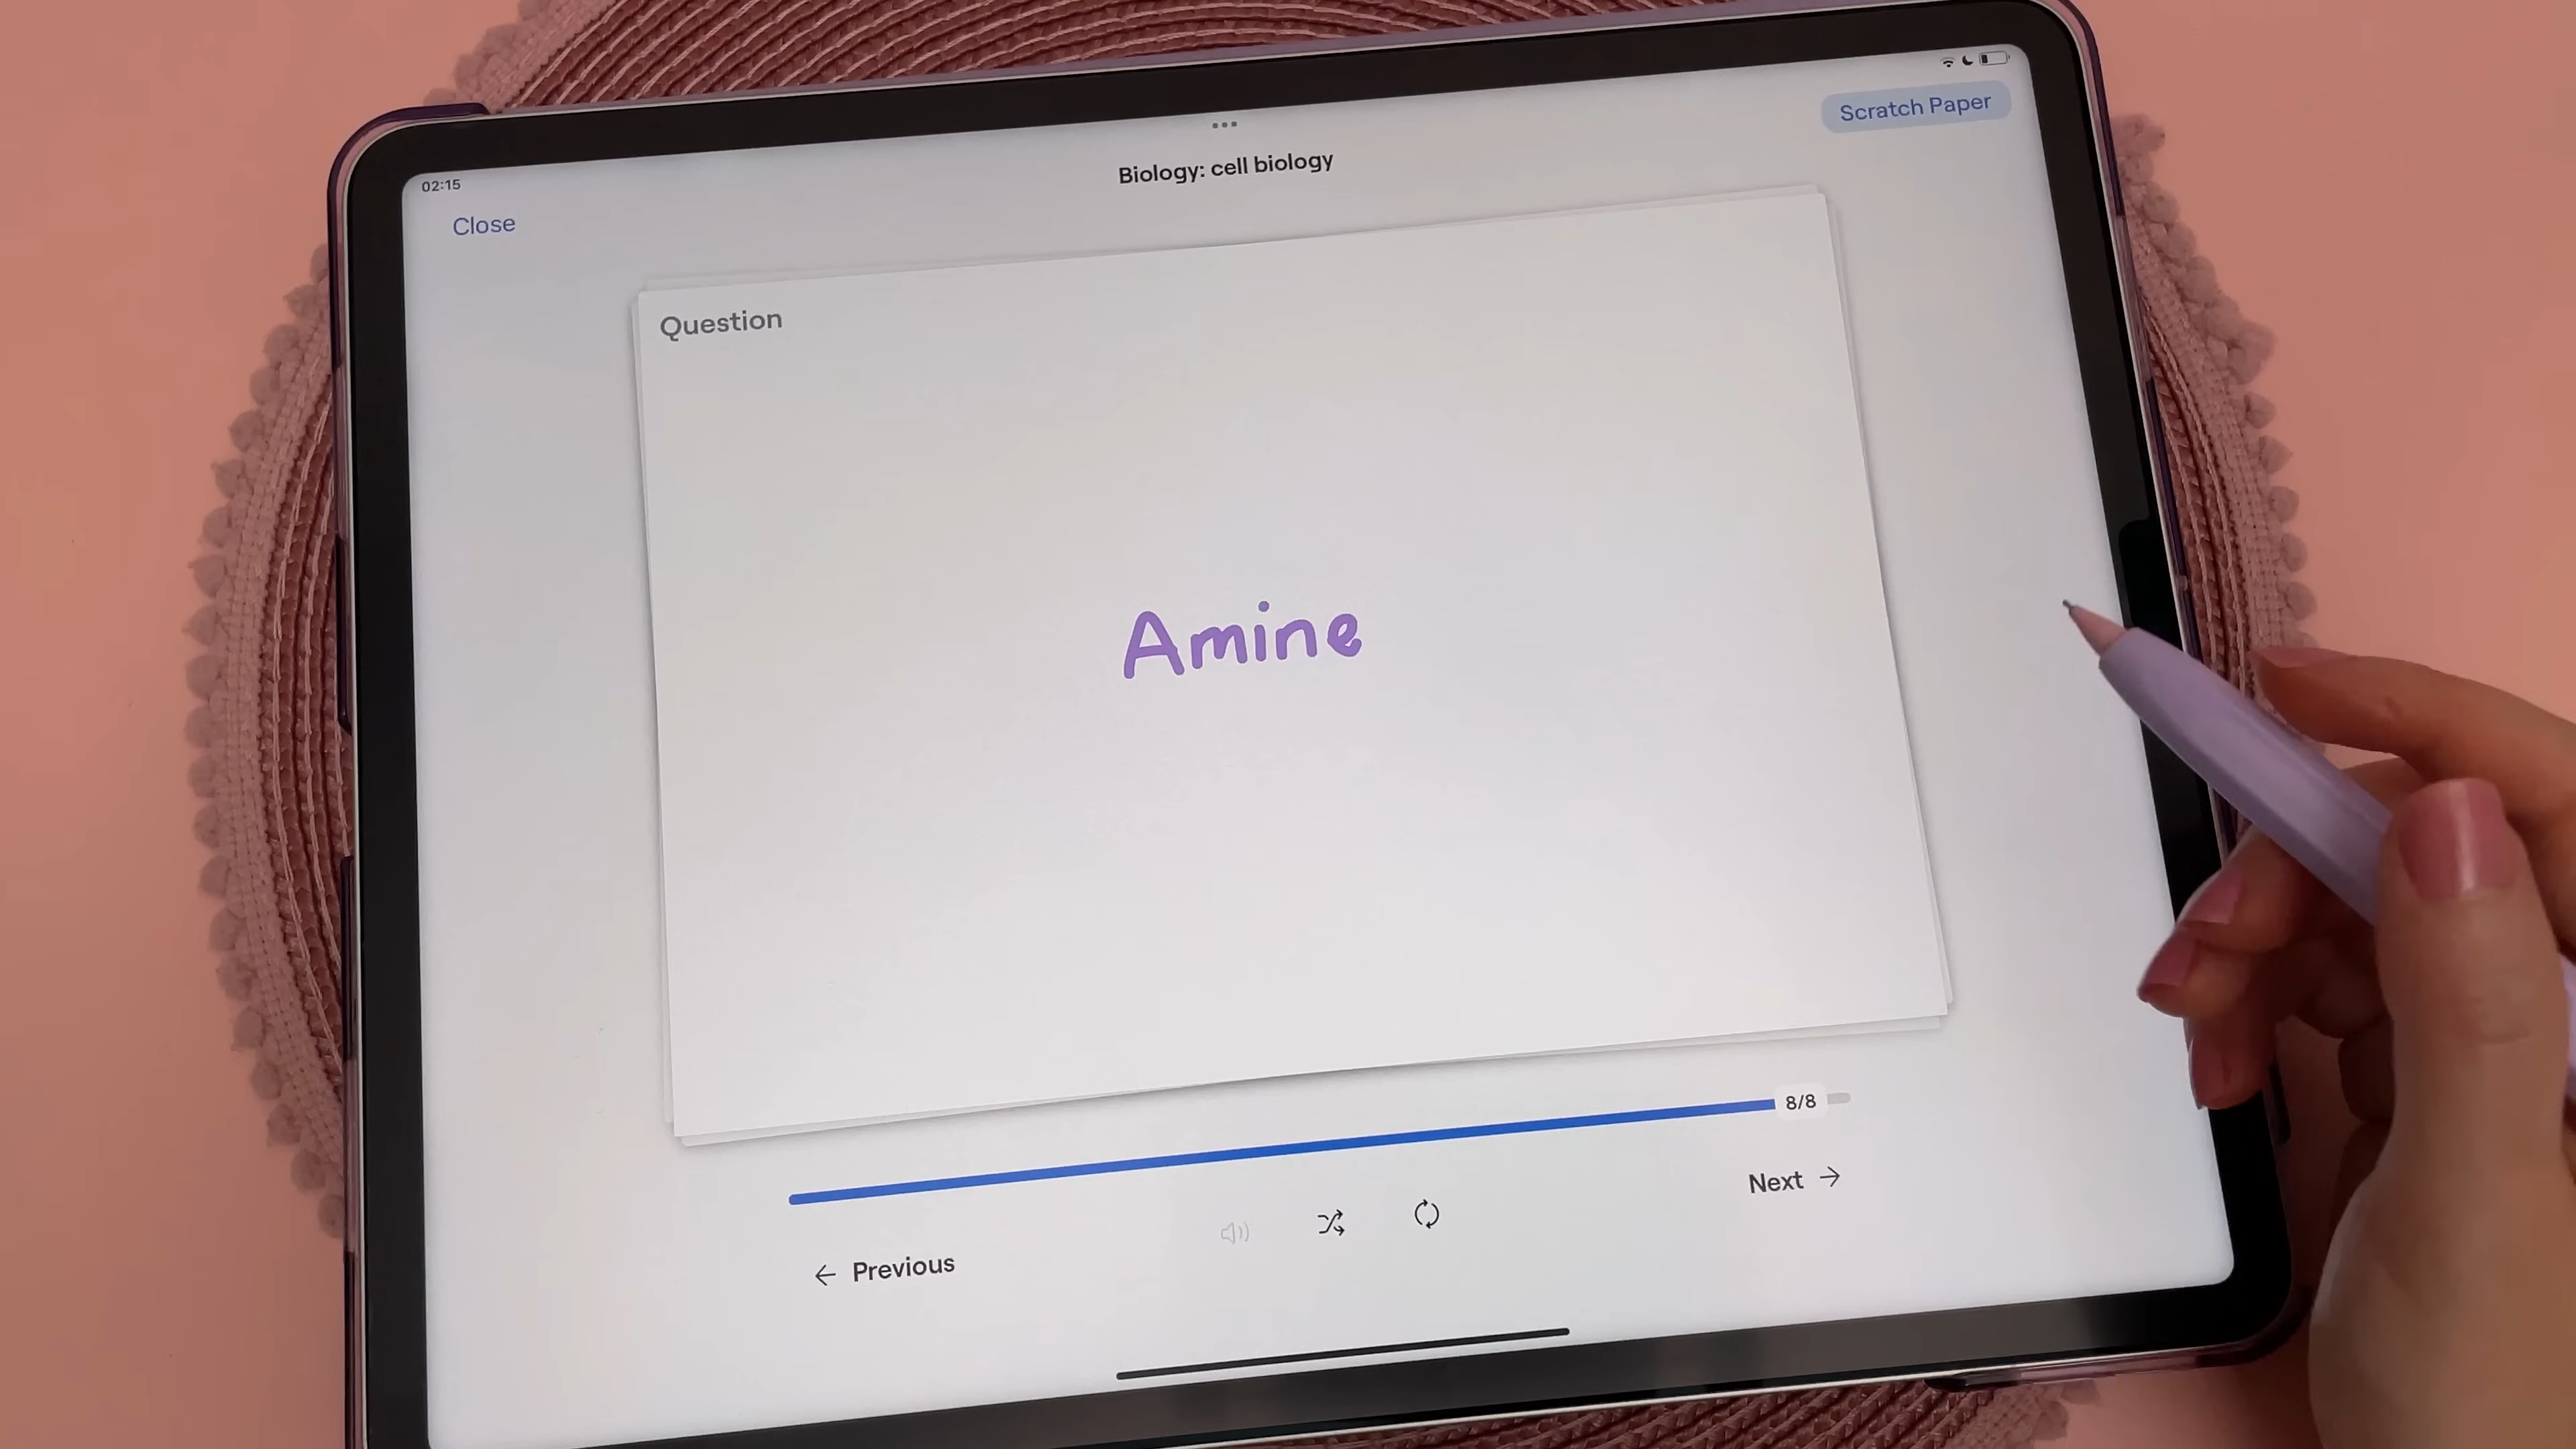 02:15
Scratch Paper
Biology: cell biology
Close
Question
Amine
8/8
Next
Previous